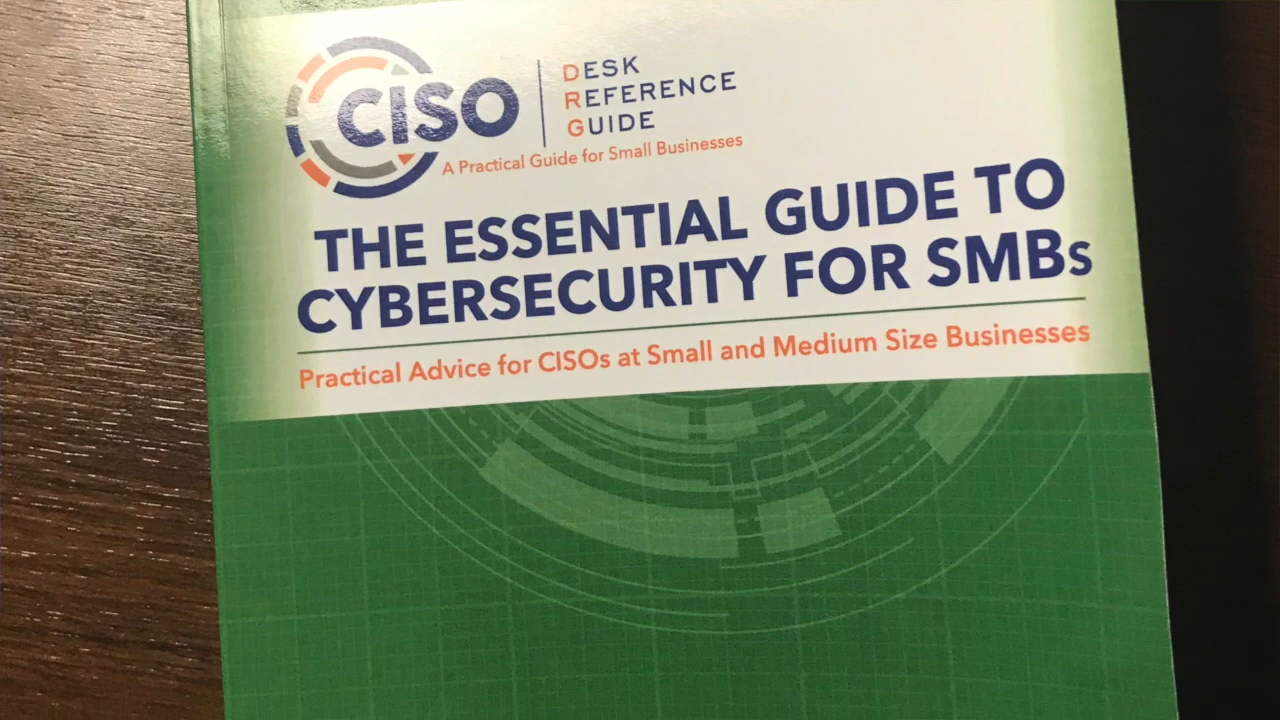 CISO
DESK
REFERENCE
GUIDE
A Practical Guide for Small Businesses
THE ESSENTIAL GUIDE TO
CYBERSECURITY FOR SMBs
Practical Advice for CISOs at Small and Medium Size Businesses